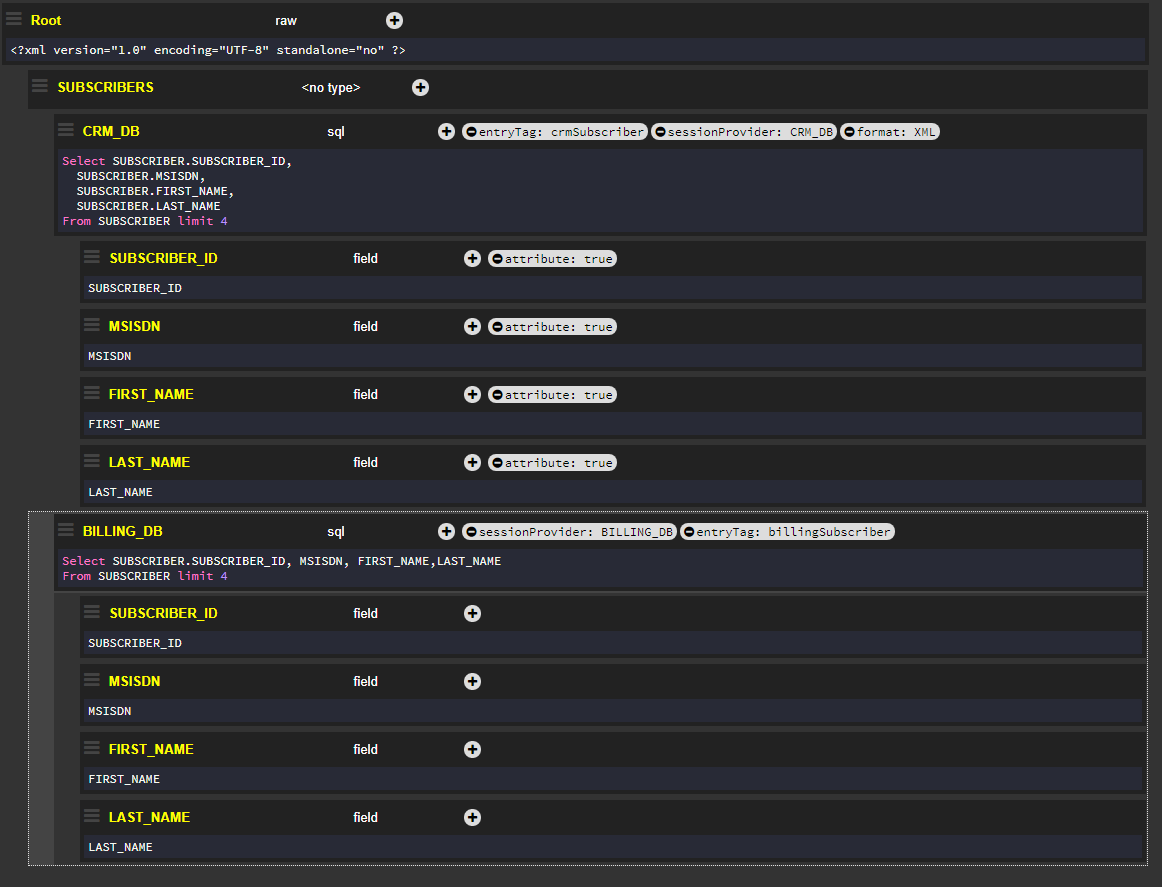 Root raw
<?xml version="1.0" encoding="UTF-8" standalone="no" ?>
SUBSCRIBERS <no type>
CRM_DB sql entryTag: crmSubscriber sessionProvider: CRM_DB format: XML
Select SUBSCRIBER.SUBSCRIBER_ID,
SUBSCRIBER.MSISDN,
SUBSCRIBER.FIRST_NAME,
SUBSCRIBER.LAST_NAME
From SUBSCRIBER limit 4
SUBSCRIBER_ID field attribute: true
SUBSCRIBER_ID
MSISDN field attribute: true
MSISDN
FIRST_NAME field attribute: true
FIRST_NAME
LAST_NAME field attribute: true
LAST_NAME
BILLING_DB sql sessionProvider: BILLING_DB entryTag: billingSubscriber
Select SUBSCRIBER.SUBSCRIBER_ID, MSISDN, FIRST_NAME,LAST_NAME
From SUBSCRIBER limit 4
SUBSCRIBER_ID field
SUBSCRIBER_ID
MSISDN field
MSISDN
FIRST_NAME field
FIRST_NAME
LAST_NAME field
LAST_NAME